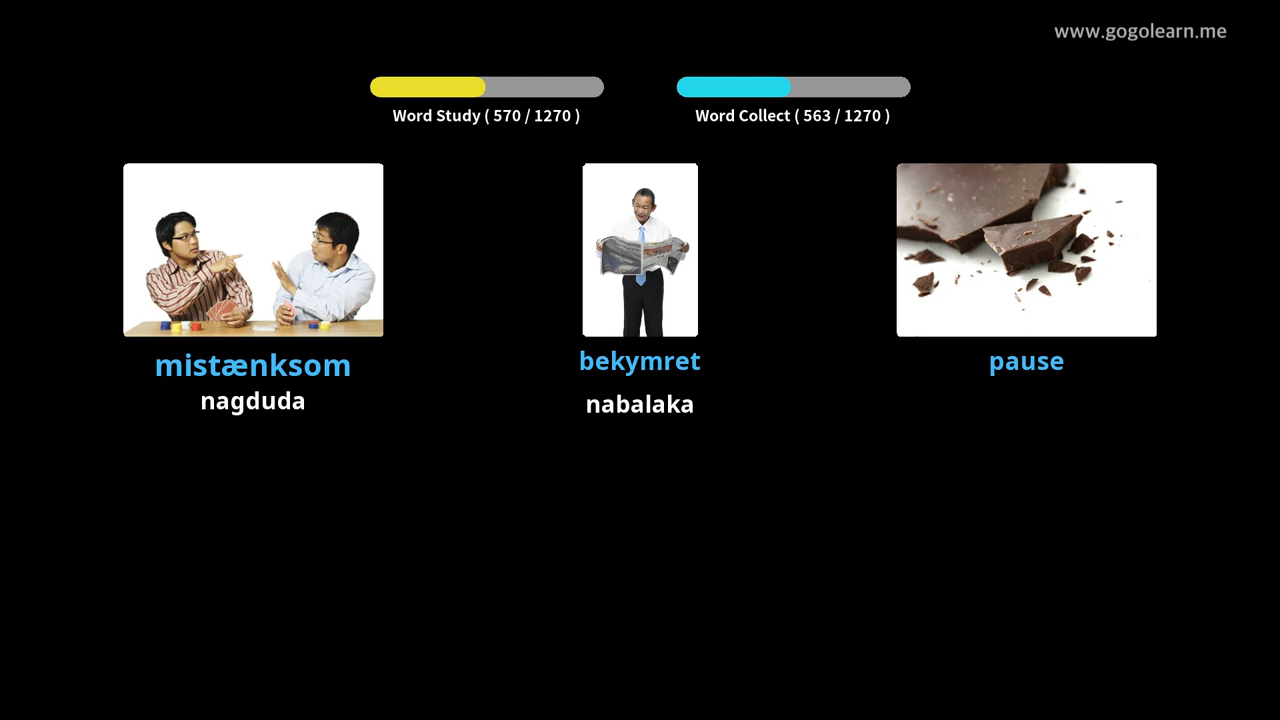 www.gogolearn.me
Word Study ( 570 / 1270 )
Word Collect ( 563 / 1270 )
mistænksom
nagduda
bekymret
nabalaka
pause